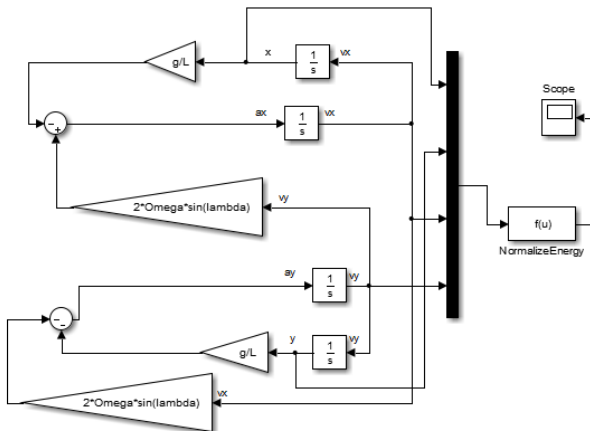 g/L
x
1
s
vx
Scope
ax
1
s
vx
2*Omega*sin(lambda)
vy
f(u)
NormalizeEnergy
ay
1
s
vy
g/L
y
1
s
vy
2*Omega*sin(lambda)
vx